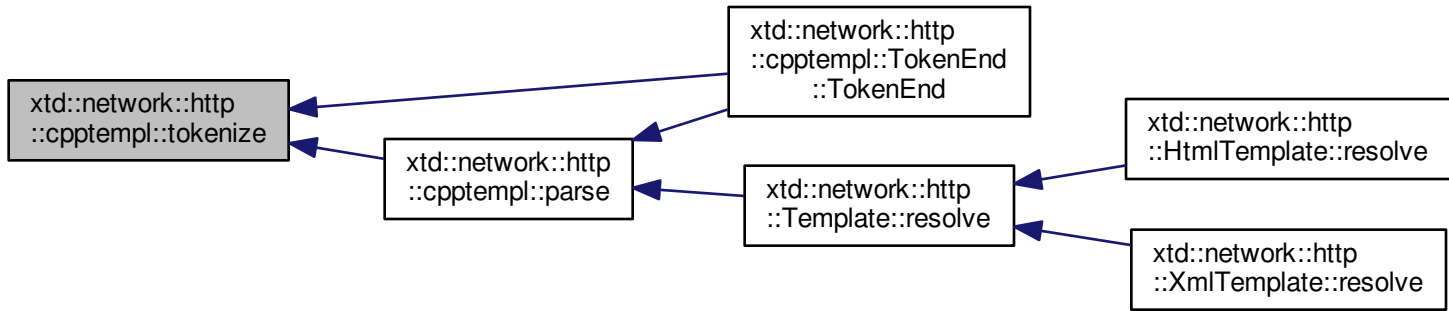 xtd::network::http
::cpptempl::tokenize
xtd::network::http
::cpptempl::TokenEnd
::TokenEnd
xtd::network::http
::cpptempl::parse
xtd::network::http
::Template::resolve
xtd::network::http
::HtmlTemplate::resolve
xtd::network::http
::XmlTemplate::resolve